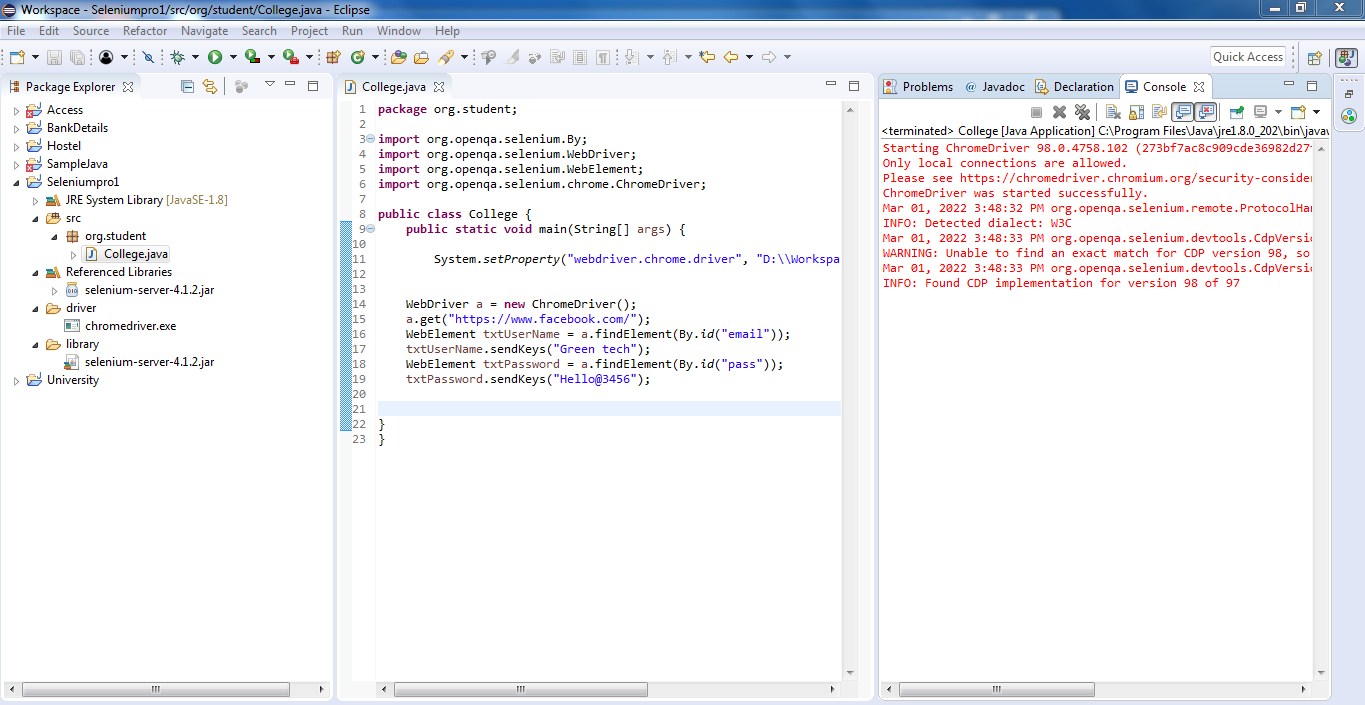 Workspace - Seleniumpro1/src/org/student/College.java - Eclipse
File Edit Source Refactor Navigate Search Project Run Window Help
Quick Access
Package Explorer
Access
BankDetails
Hostel
SampleJava
Seleniumpro1
JRE System Library [JavaSE-1.8]
src
org.student
College.java
Referenced Libraries
selenium-server-4.1.2.jar
driver
chromedriver.exe
library
selenium-server-4.1.2.jar
University
College.java
1 package org.student;
2
3 import org.openqa.selenium.By;
4 import org.openqa.selenium.WebDriver;
5 import org.openqa.selenium.WebElement;
6 import org.openqa.selenium.chrome.ChromeDriver;
7
8 public class College {
9 public static void main(String[] args) {
10
11 System.setProperty("webdriver.chrome.driver", "D:\\Workspa
12
13
14 WebDriver a = new ChromeDriver();
15 a.get("https://www.facebook.com/");
16 WebElement txtUserName = a.findElement(By.id("email"));
17 txtUserName.sendKeys("Green tech");
18 WebElement txtPassword = a.findElement(By.id("pass"));
19 txtPassword.sendKeys("Hello@3456");
20
21
22 }
23 }
Problems @ Javadoc Declaration Console
<terminated> College [Java Application] C:\Program Files\Java\jre1.8.0_202\bin\javaw
Starting ChromeDriver 98.0.4758.102 (273bf7ac8c909cde36982d27
Only local connections are allowed.
Please see https://chromedriver.chromium.org/security-consider
ChromeDriver was started successfully.
Mar 01, 2022 3:48:32 PM org.openqa.selenium.remote.ProtocolHan
INFO: Detected dialect: W3C
Mar 01, 2022 3:48:33 PM org.openqa.selenium.devtools.CdpVersio
WARNING: Unable to find an exact match for CDP version 98, so
Mar 01, 2022 3:48:33 PM org.openqa.selenium.devtools.CdpVersio
INFO: Found CDP implementation for version 98 of 97